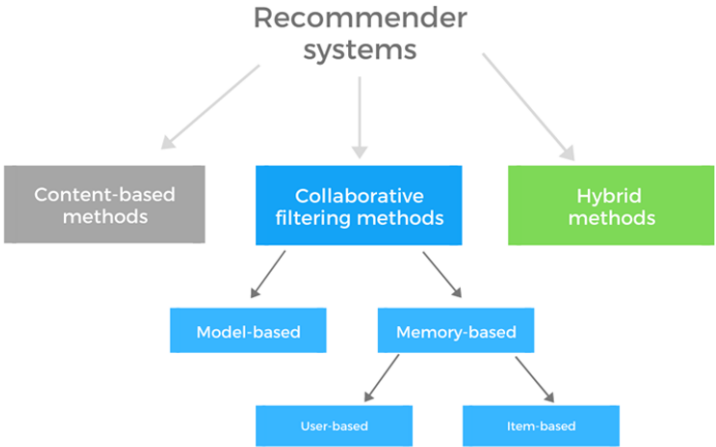 Recommender
systems
Content-based
methods
Collaborative
filtering methods
Hybrid
methods
Model-based
Memory-based
User-based
Item-based